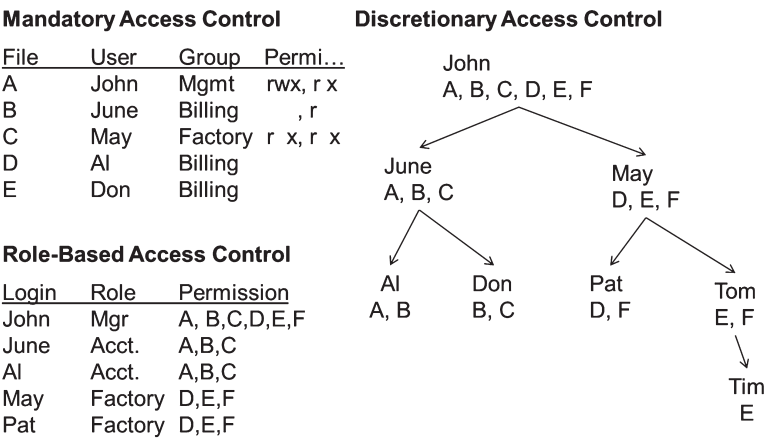 Mandatory Access Control
File User Group Permi…
A John Mgmt rwx, r x
B June Billing , r
C May Factory r x, r x
D Al Billing
E Don Billing
Role-Based Access Control
Login Role Permission
John Mgr A, B,C,D,E,F
June Acct. A,B,C
Al Acct. A,B,C
May Factory D,E,F
Pat Factory D,E,F
Discretionary Access Control
John
A, B, C, D, E, F
June
A, B, C
May
D, E, F
Al
A, B
Don
B, C
Pat
D, F
Tom
E, F
Tim
E